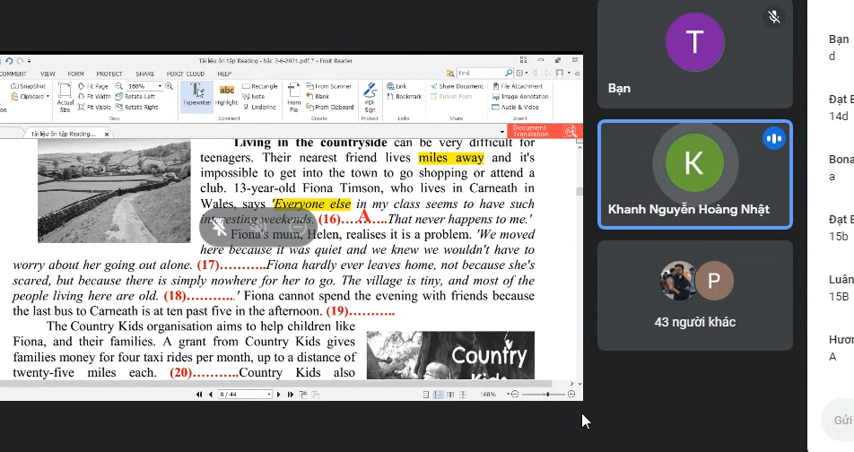 Tài liệu ôn tập Reading - bậc 3-6-2021.pdf * - Foxit Reader
COMMENT VIEW FORM PROTECT SHARE FOXIT CLOUD HELP
Find
SnapShot
Clipboard
Actual Size
Fit Page
Fit Width
Fit Visible
168%
Rotate Left
Rotate Right
View
Typewriter
Highlight
Rectangle
Note
Underline
Comment
From File
From Scanner
Blank
From Clipboard
Create
PDF Sign
Protect
Link
Bookmark
Links
Share Document
Share
File Attachment
Image Annotation
Audio & Video
Insert
Tài liệu ôn tập Reading...
Document Translation
Living in the countryside can be very difficult for
teenagers. Their nearest friend lives miles away and it's
impossible to get into the town to go shopping or attend a
club. 13-year-old Fiona Timson, who lives in Carneath in
Wales, says 'Everyone else in my class seems to have such
interesting weekends. (16)....A.....That never happens to me.'
Fiona's mum, Helen, realises it is a problem. 'We moved
here because it was quiet and we knew we wouldn't have to
worry about her going out alone. (17)..........Fiona hardly ever leaves home, not because she's
scared, but because there is simply nowhere for her to go. The village is tiny, and most of the
people living here are old. (18)...........' Fiona cannot spend the evening with friends because
the last bus to Carneath is at ten past five in the afternoon. (19)..........
The Country Kids organisation aims to help children like
Fiona, and their families. A grant from Country Kids gives
families money for four taxi rides per month, up to a distance of
twenty-five miles each. (20)..........Country Kids also
Country
Kids
8 / 44
168%
T
Bạn
K
Khanh Nguyễn Hoàng Nhật
P
43 người khác
Bạn
d
Đạt
14d
Bona
a
Đạt
15b
Luân
15B
Hươ
A
Gửi